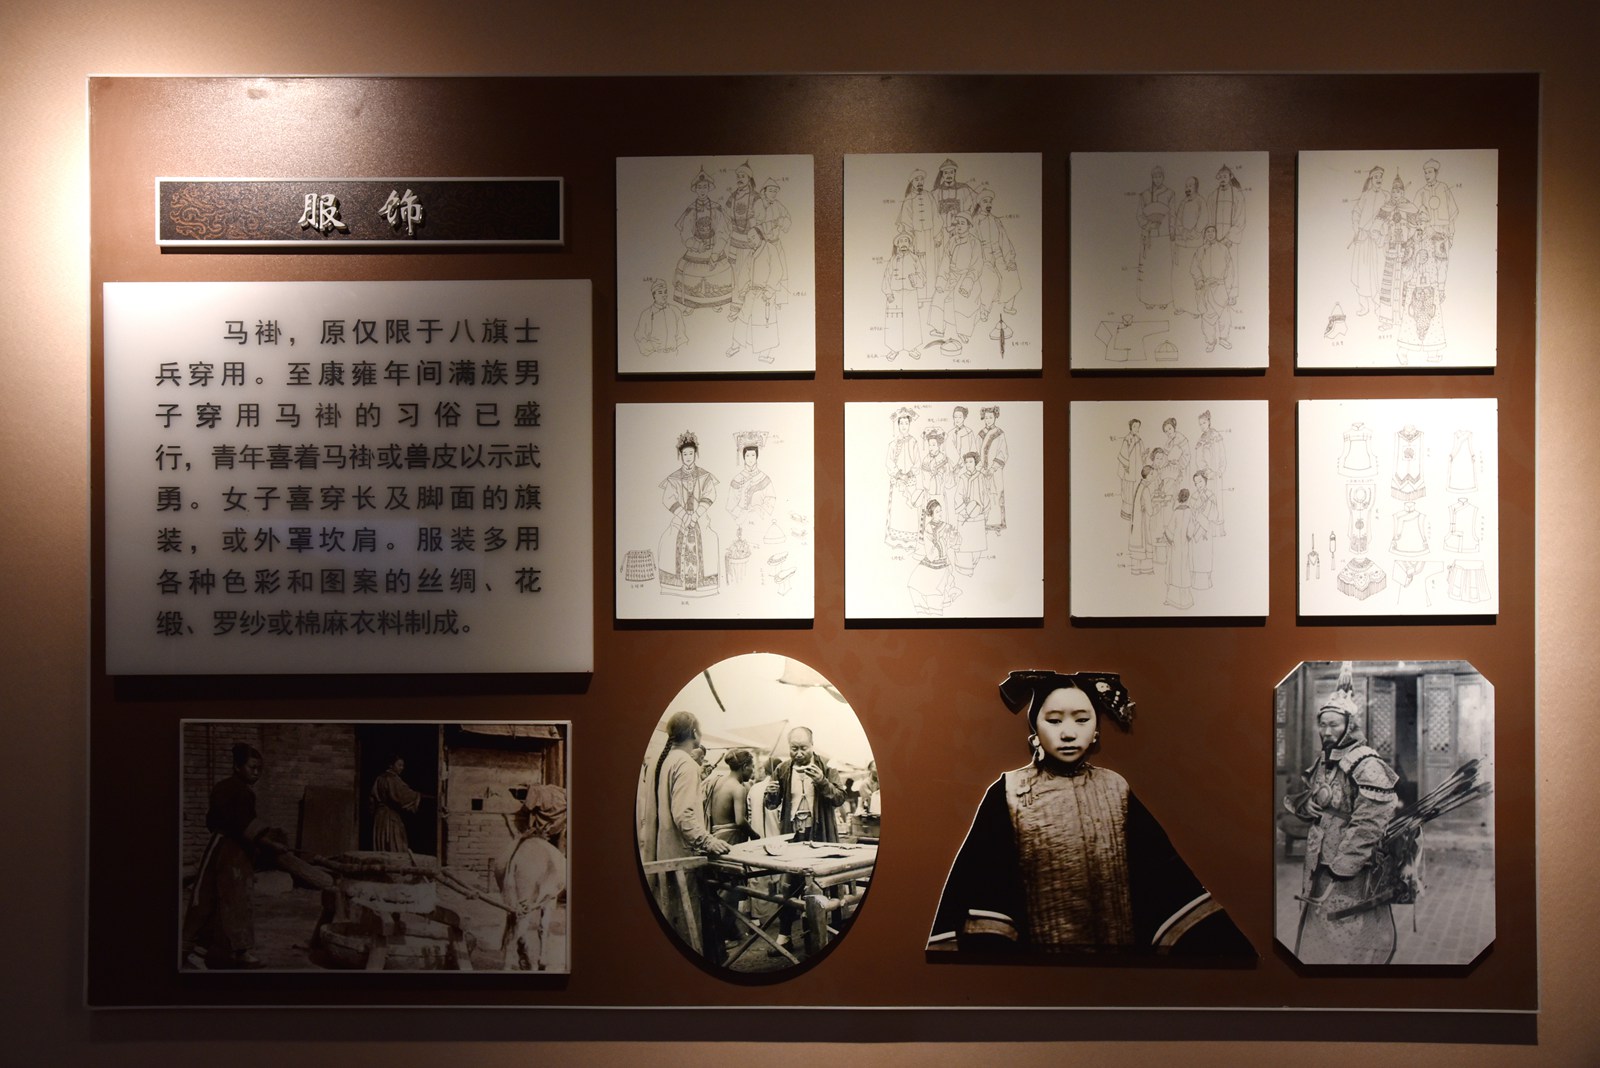 服饰
马褂，原仅限于八旗士
兵穿用。至康雍年间满族男
子穿用马褂的习俗已盛
行，青年喜着马褂或兽皮以示武
勇。女子喜穿长及脚面的旗
装，或外罩坎肩。服装多用
各种色彩和图案的丝绸、花
缎、罗纱或棉麻衣料制成。